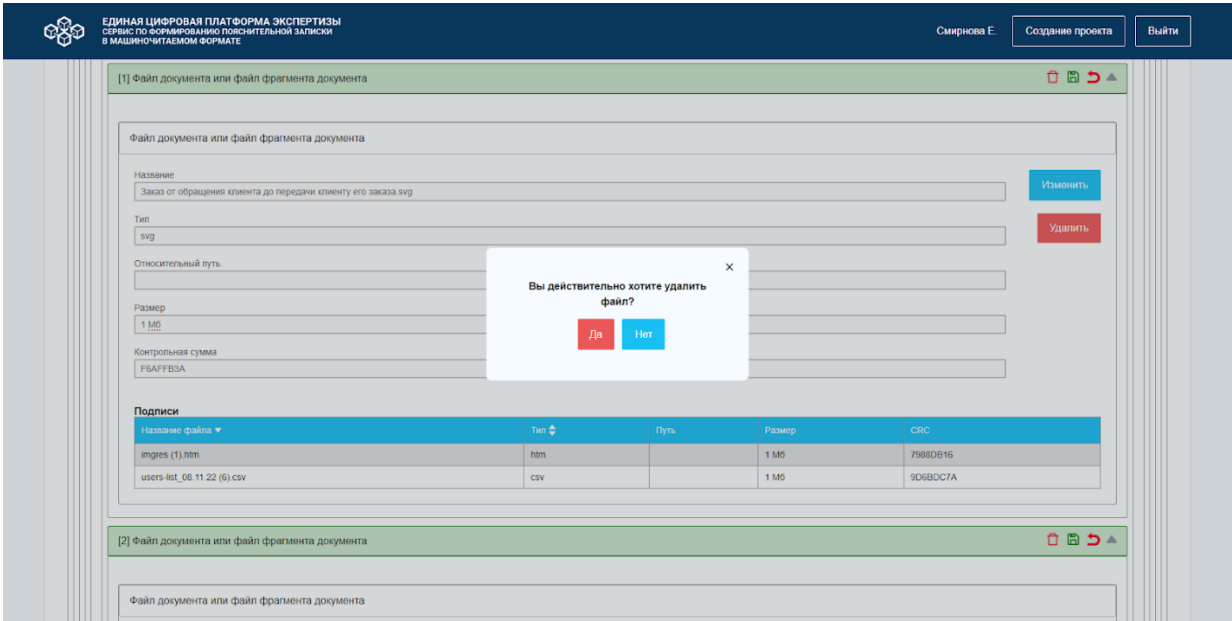 ЕДИНАЯ ЦИФРОВАЯ ПЛАТФОРМА ЭКСПЕРТИЗЫ
СЕРВИС ПО ФОРМИРОВАНИЮ ПОЯСНИТЕЛЬНОЙ ЗАПИСКИ
В МАШИНОЧИТАЕМОМ ФОРМАТЕ
Смирнова Е.
Создание проекта
Выйти
[1] Файл документа или файл фрагмента документа
Файл документа или файл фрагмента документа
Название
Заказ от обращения клиента до передачи клиенту его заказа.svg
Изменить
Тип
svg
Удалить
Относительный путь
Размер
1 Мб
Контрольная сумма
F6AFFB3A
Вы действительно хотите удалить
файл?
Да
Нет
Подписи
Название файла
Тип
Путь
Размер
CRC
imgres (1).htm
htm
1 Мб
7988DB16
users-list_08.11.22 (6).csv
csv
1 Мб
9D6BDC7A
[2] Файл документа или файл фрагмента документа
Файл документа или файл фрагмента документа